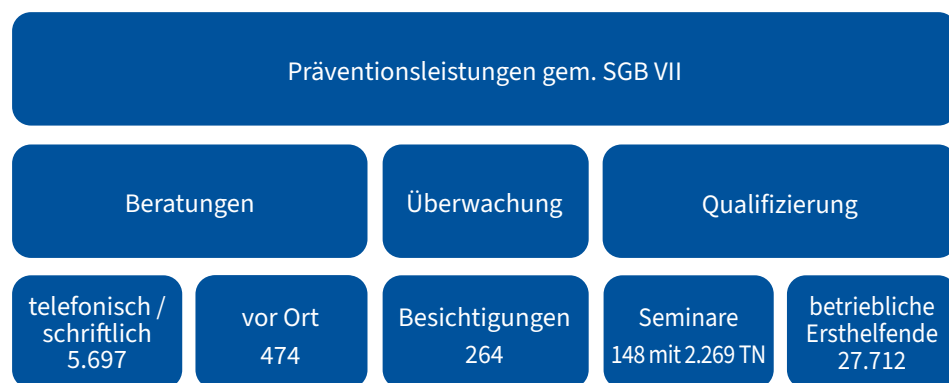 Präventionsleistungen gem. SGB VII
Beratungen
Überwachung
Qualifizierung
telefonisch /
schriftlich
5.697
vor Ort
474
Besichtigungen
264
Seminare
148 mit 2.269 TN
betriebliche
Ersthelfende
27.712